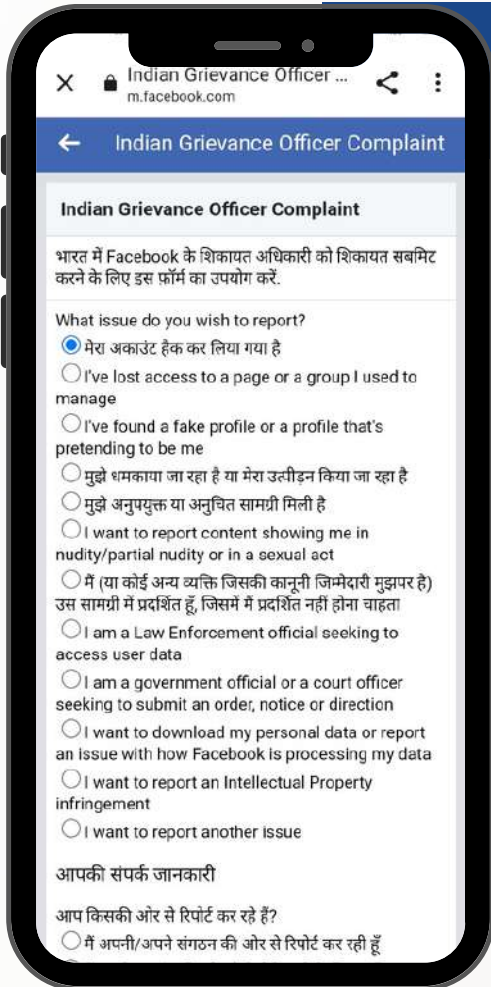 Indian Grievance Officer ...
m.facebook.com
Indian Grievance Officer Complaint
Indian Grievance Officer Complaint
भारत में Facebook के शिकायत अधिकारी को शिकायत सबमिट
करने के लिए इस फ़ॉर्म का उपयोग करें.
What issue do you wish to report?
मेरा अकाउंट हैक कर लिया गया है
I've lost access to a page or a group I used to
manage
I've found a fake profile or a profile that's
pretending to be me
मुझे धमकाया जा रहा है या मेरा उत्पीड़न किया जा रहा है
मुझे अनुपयुक्त या अनुचित सामग्री मिली है
I want to report content showing me in
nudity/partial nudity or in a sexual act
मैं (या कोई अन्य व्यक्ति जिसकी कानूनी जिम्मेदारी मुझपर है)
उस सामग्री में प्रदर्शित हूँ, जिसमें मैं प्रदर्शित नहीं होना चाहता
I am a Law Enforcement official seeking to
access user data
I am a government official or a court officer
seeking to submit an order, notice or direction
I want to download my personal data or report
an issue with how Facebook is processing my data
I want to report an Intellectual Property
infringement
I want to report another issue
आपकी संपर्क जानकारी
आप किसकी ओर से रिपोर्ट कर रहे हैं?
मैं अपनी/अपने संगठन की ओर से रिपोर्ट कर रही हूँ